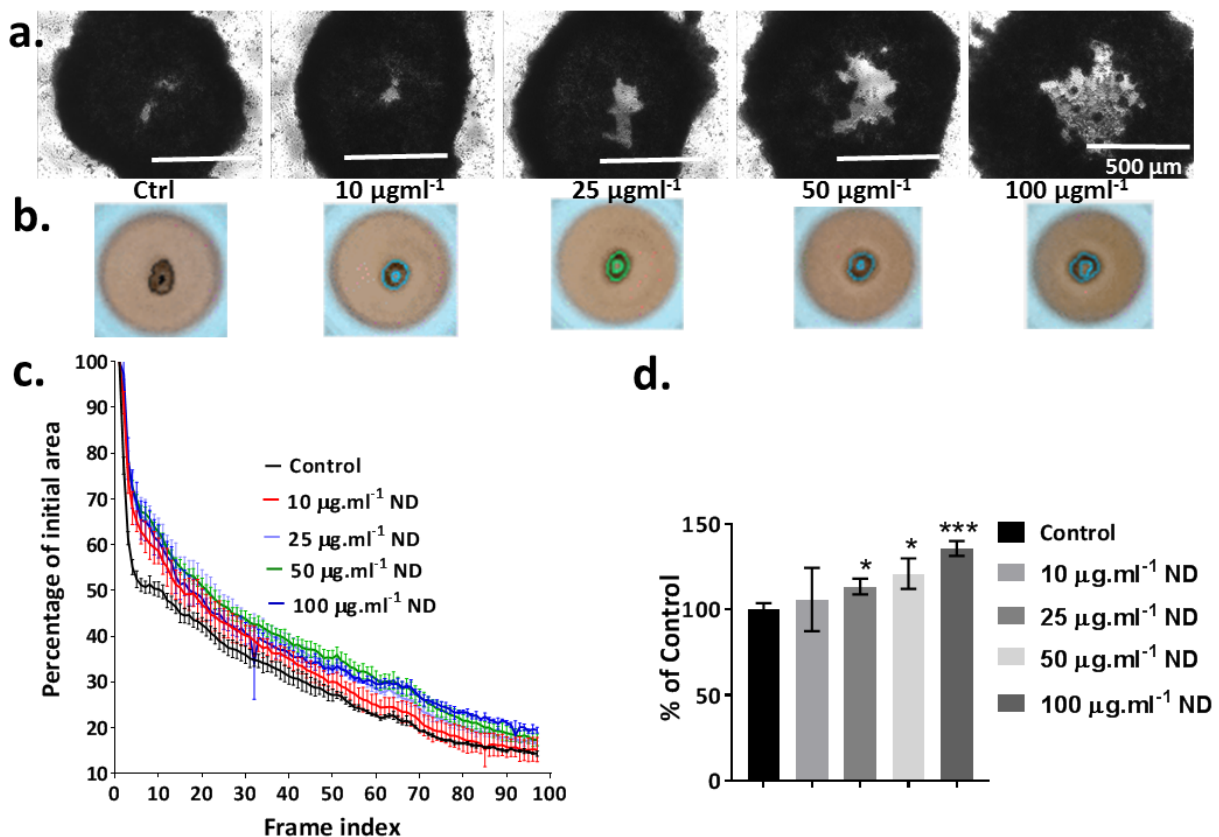 a.
500 µm
Ctrl
10 µgml⁻¹
25 µgml⁻¹
50 µgml⁻¹
100 µgml⁻¹
b.
c.
Percentage of initial area
100
90
80
70
60
50
40
30
20
10
0 10 20 30 40 50 60 70 80 90 100
Frame index
Control
10 µg.ml⁻¹ ND
25 µg.ml⁻¹ ND
50 µg.ml⁻¹ ND
100 µg.ml⁻¹ ND
d.
% of Control
150
100
50
0
*
*
***
Control
10 µg.ml⁻¹ ND
25 µg.ml⁻¹ ND
50 µg.ml⁻¹ ND
100 µg.ml⁻¹ ND